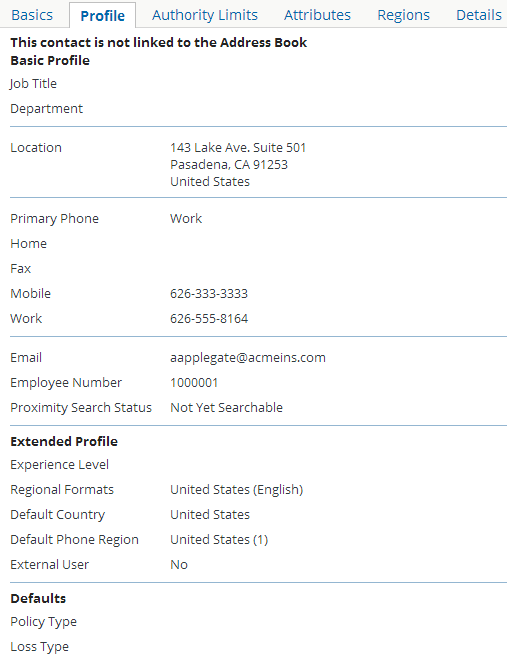 Basics Profile Authority Limits Attributes Regions Details
This contact is not linked to the Address Book
Basic Profile
Job Title
Department
Location 143 Lake Ave. Suite 501
Pasadena, CA 91253
United States
Primary Phone Work
Home
Fax
Mobile 626-333-3333
Work 626-555-8164
Email aapplegate@acmeins.com
Employee Number 1000001
Proximity Search Status Not Yet Searchable
Extended Profile
Experience Level
Regional Formats United States (English)
Default Country United States
Default Phone Region United States (1)
External User No
Defaults
Policy Type
Loss Type